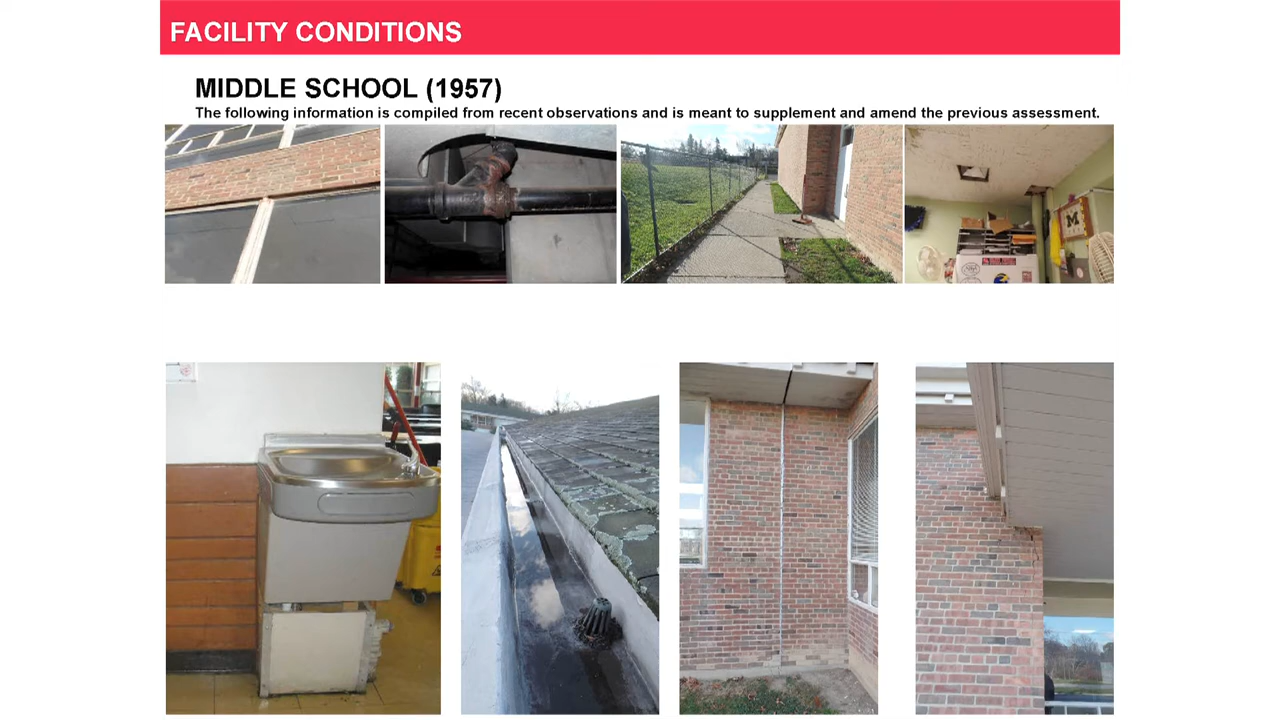 FACILITY CONDITIONS
MIDDLE SCHOOL (1957)
The following information is compiled from recent observations and is meant to supplement and amend the previous assessment.
M